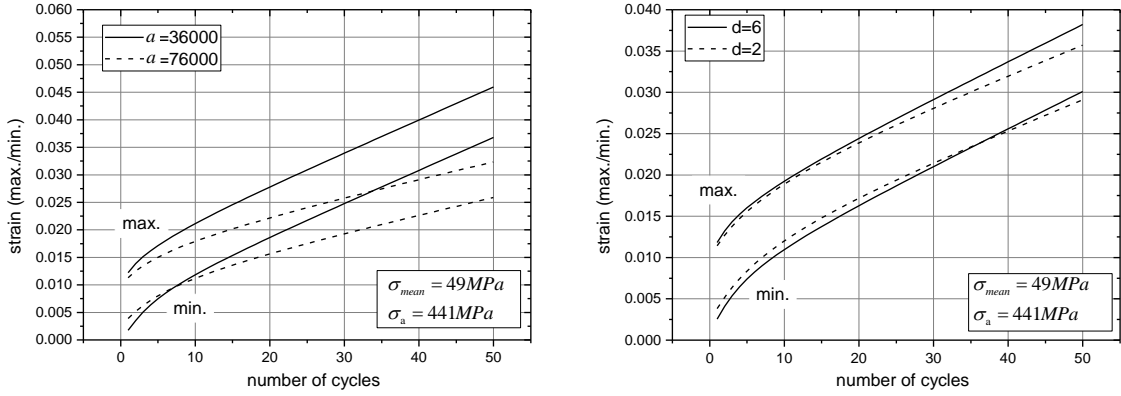 0.060
0.055
0.050
0.045
0.040
0.035
0.030
0.025
0.020
0.015
0.010
0.005
0.000
strain (max./min.)
a =36000
a =76000
max.
min.
σmean = 49MPa
σa = 441MPa
0 10 20 30 40 50
number of cycles
0.040
0.035
0.030
0.025
0.020
0.015
0.010
0.005
0.000
strain (max./min.)
d=6
d=2
max.
min.
σmean = 49MPa
σa = 441MPa
0 10 20 30 40 50
number of cycles